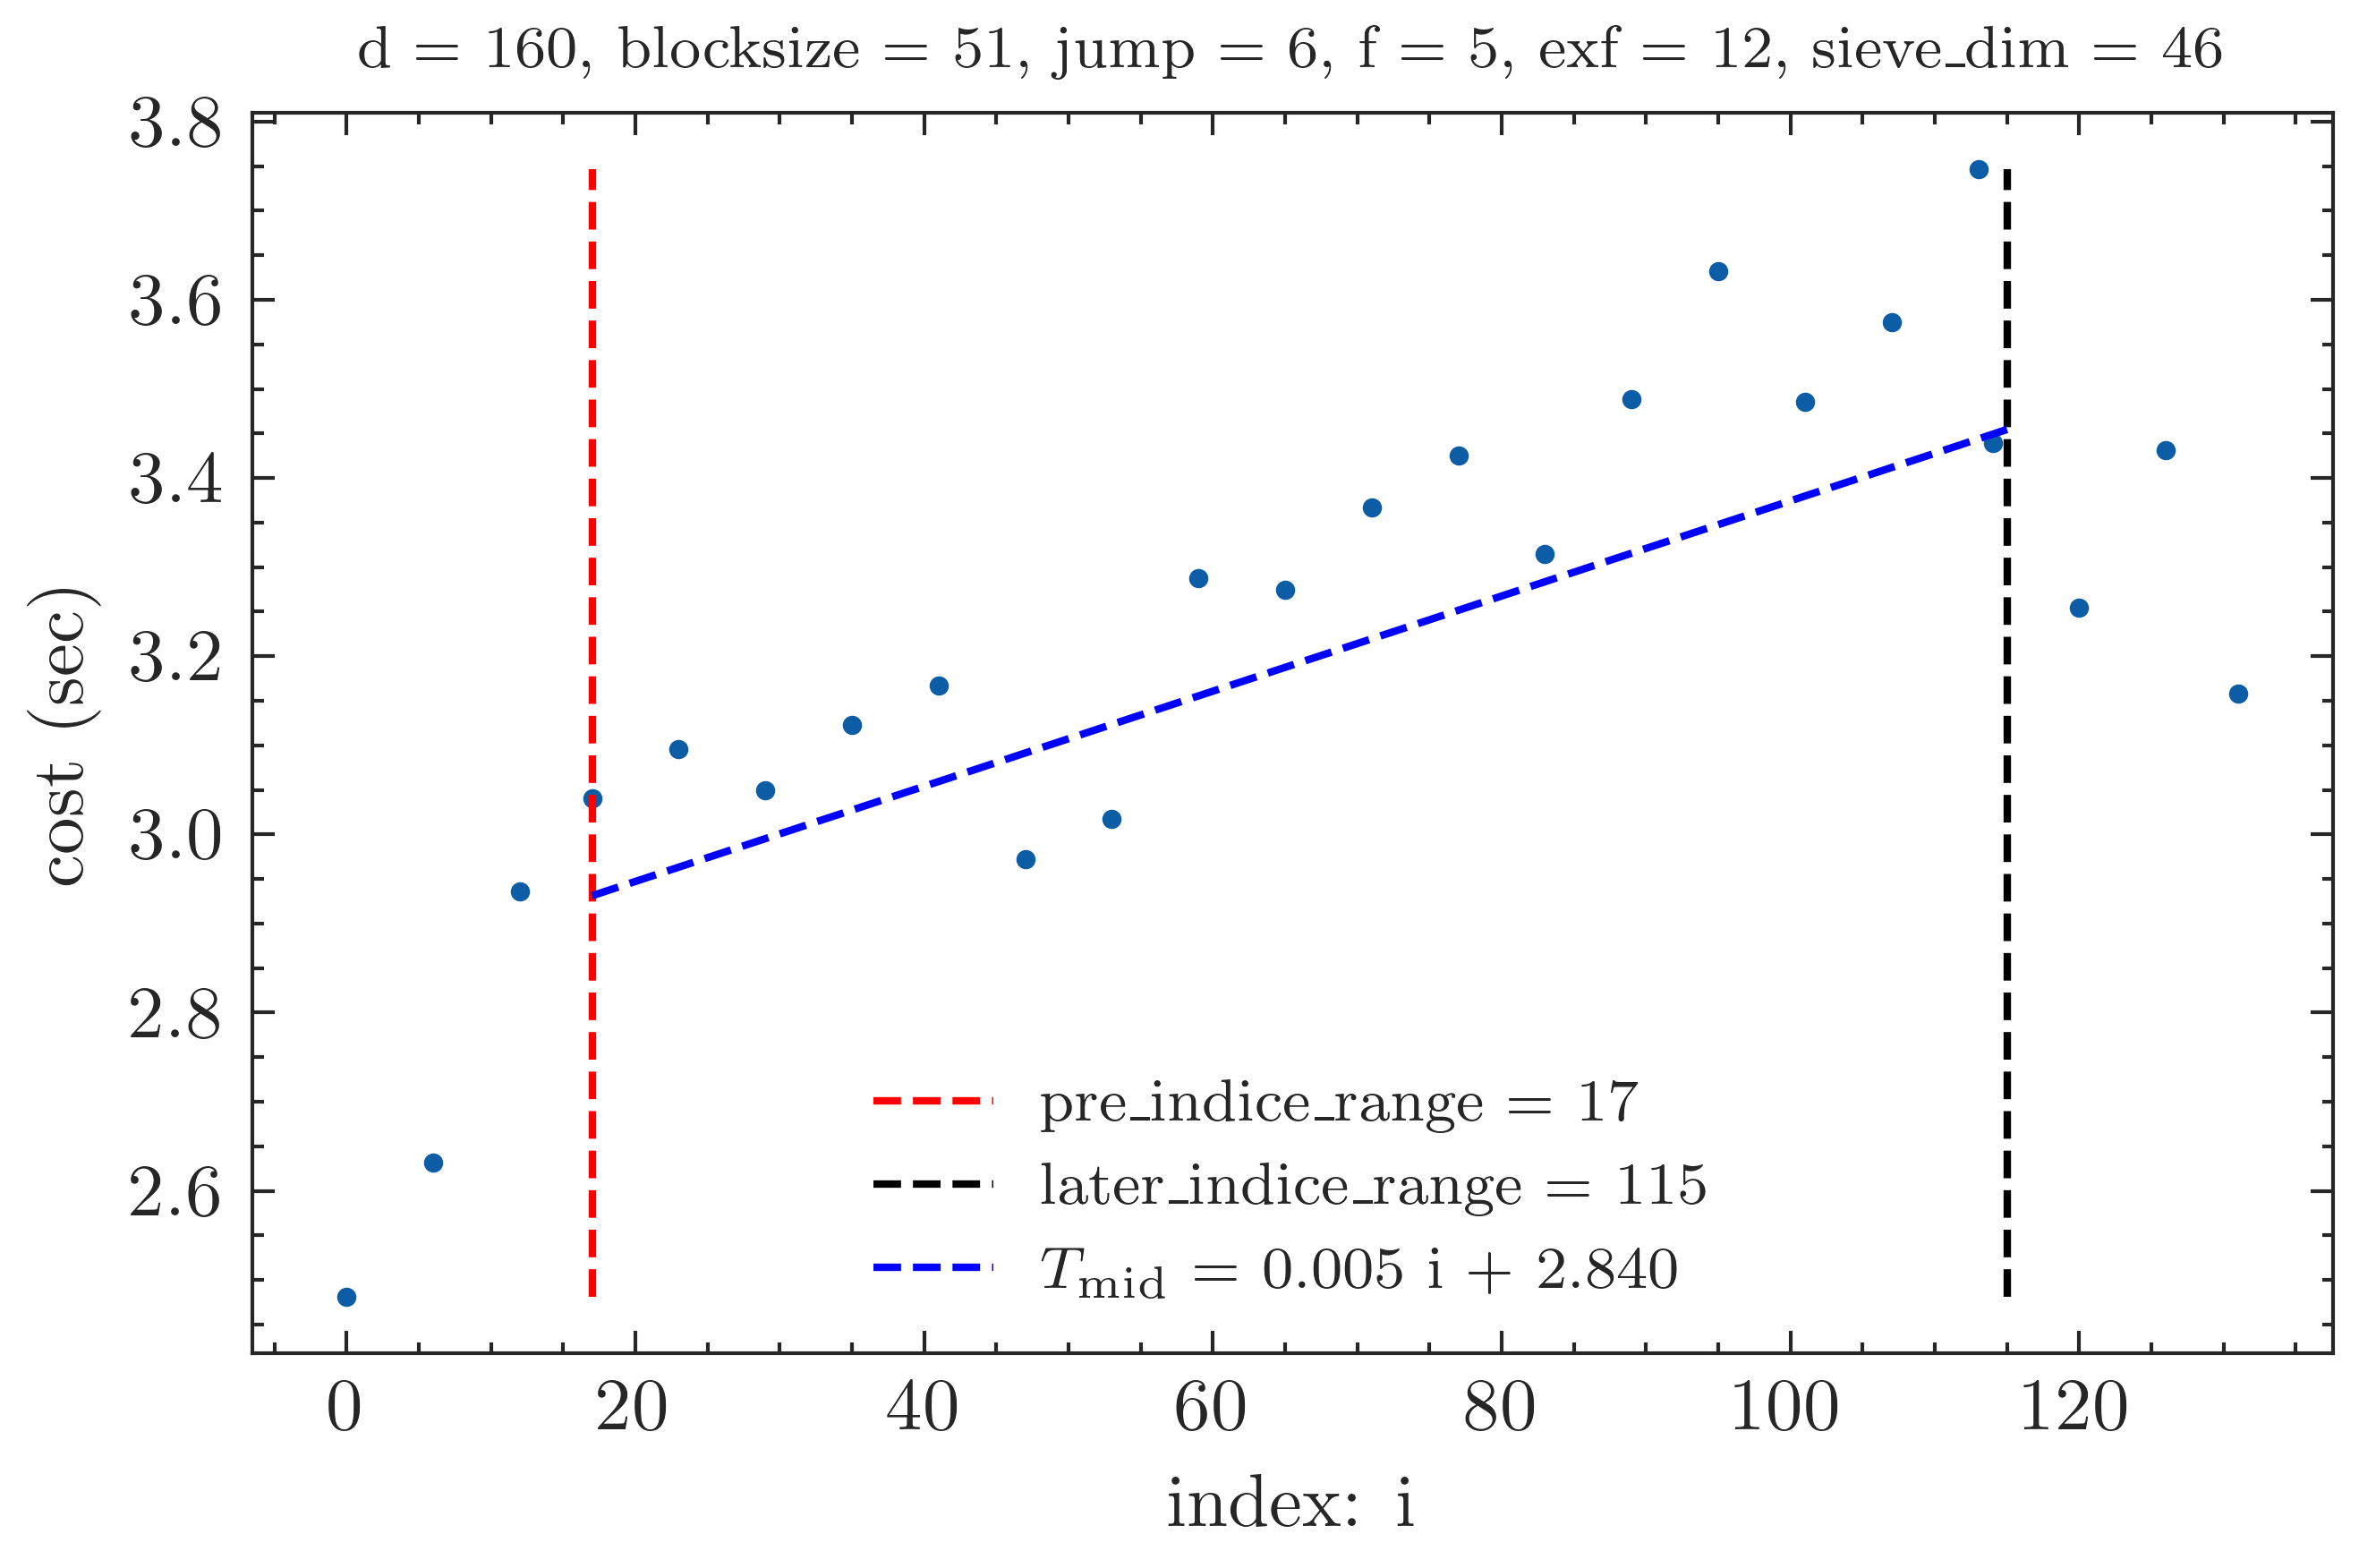 d = 160, blocksize = 51, jump = 6, f = 5, exf = 12, sieve_dim = 46
3.8
3.6
3.4
3.2
3.0
2.8
2.6
cost (sec)
pre_indice_range = 17
later_indice_range = 115
T_mid = 0.005 i + 2.840
0 20 40 60 80 100 120
index: i